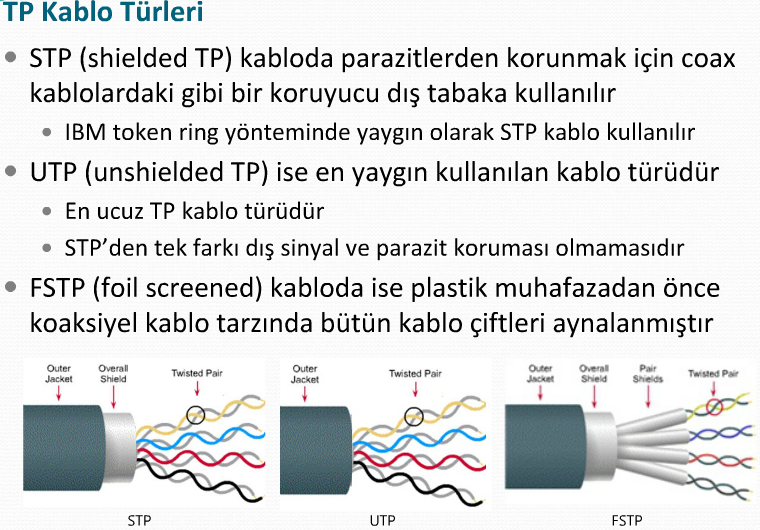 TP Kablo Türleri
• STP (shielded TP) kabloda parazitlerden korunmak için coax
kablolardaki gibi bir koruyucu dış tabaka kullanılır
• IBM token ring yönteminde yaygın olarak STP kablo kullanılır
• UTP (unshielded TP) ise en yaygın kullanılan kablo türüdür
• En ucuz TP kablo türüdür
• STP’den tek farkı dış sinyal ve parazit koruması olmamasıdır
• FSTP (foil screened) kabloda ise plastik muhafazadan önce
koaksiyel kablo tarzında bütün kablo çiftleri aynalanmıştır
Outer
Jacket
Overall
Shield
Twisted Pair
STP
Outer
Jacket
Twisted Pair
UTP
Outer
Jacket
Overall
Shield
Pair
Shields
Twisted Pair
FSTP